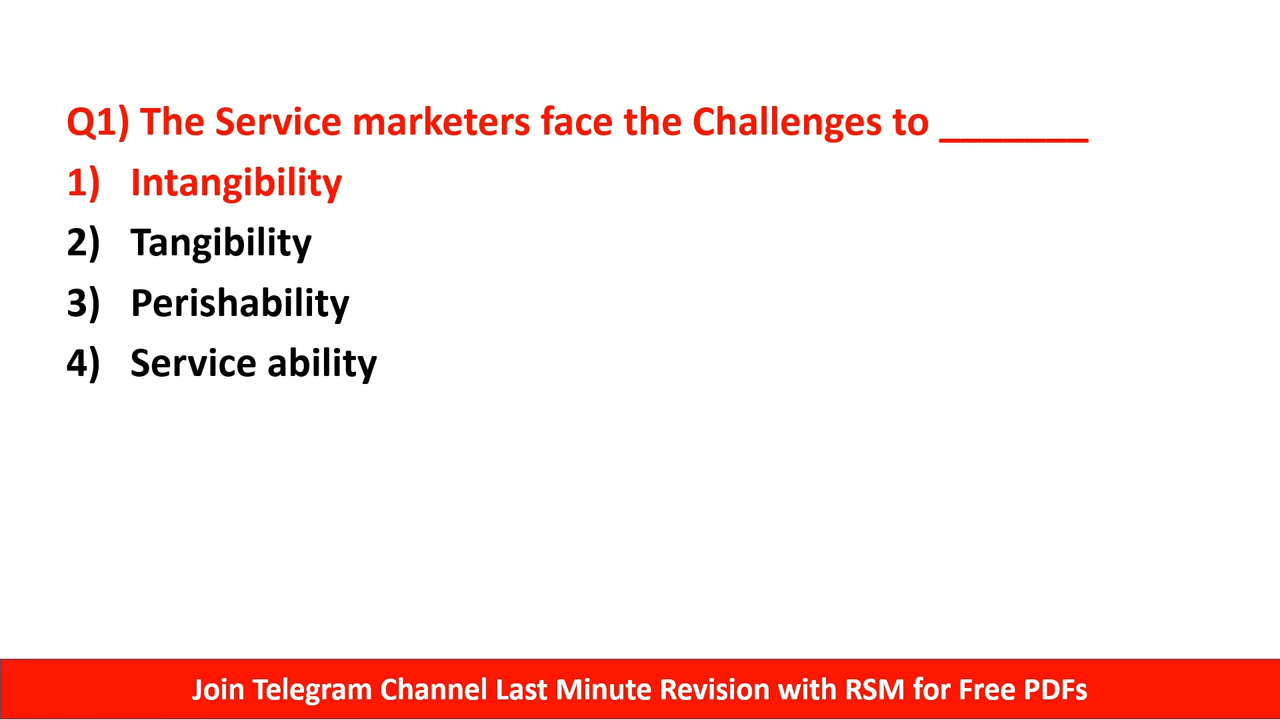 Q1) The Service marketers face the Challenges to _______
1) Intangibility
2) Tangibility
3) Perishability
4) Service ability
Join Telegram Channel Last Minute Revision with RSM for Free PDFs